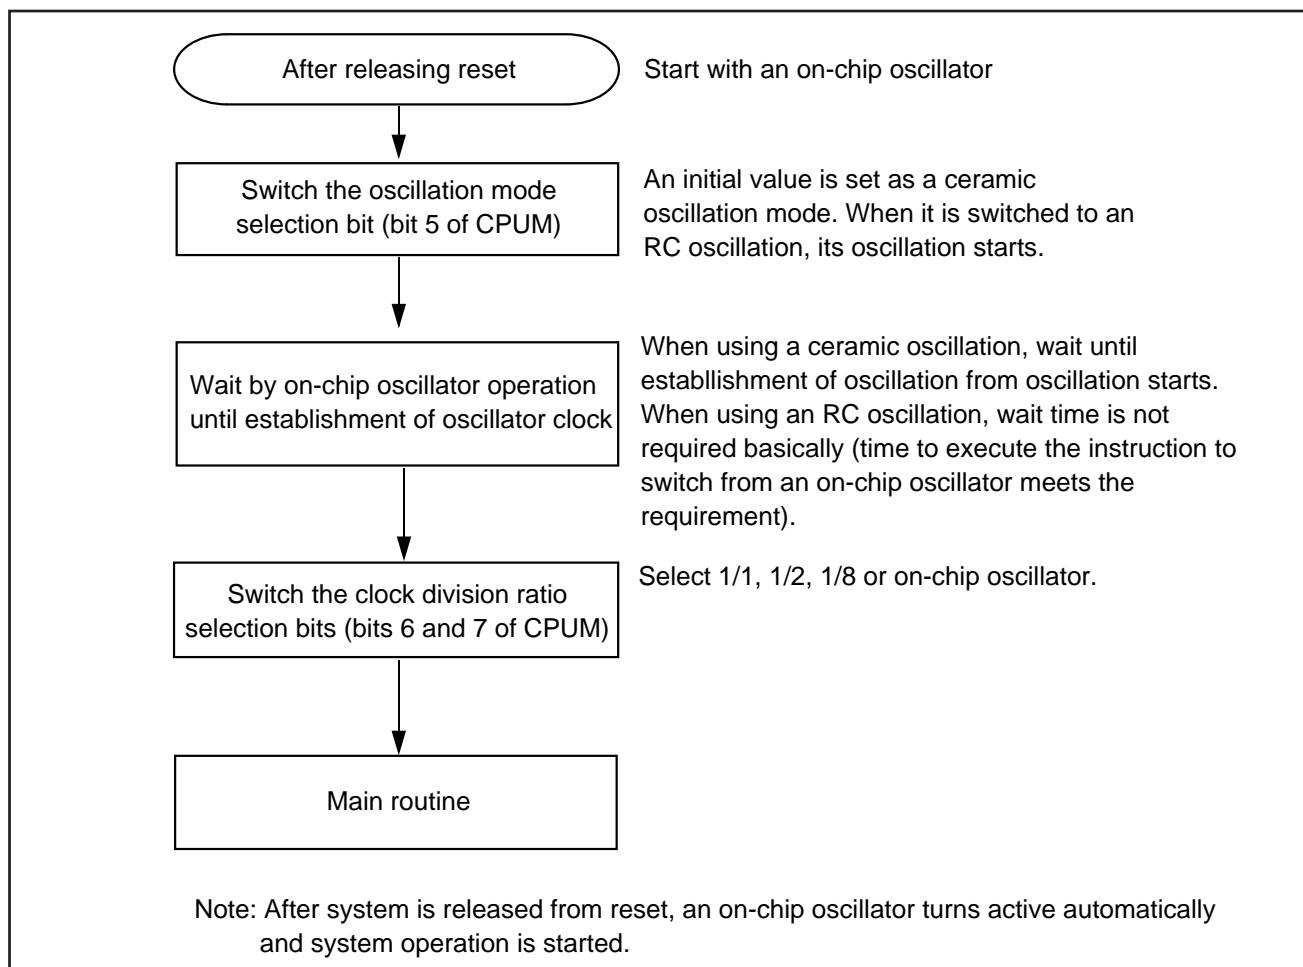 After releasing reset
Start with an on-chip oscillator
Switch the oscillation mode
selection bit (bit 5 of CPUM)
An initial value is set as a ceramic
oscillation mode. When it is switched to an
RC oscillation, its oscillation starts.
Wait by on-chip oscillator operation
until establishment of oscillator clock
When using a ceramic oscillation, wait until
establlishment of oscillation from oscillation starts.
When using an RC oscillation, wait time is not
required basically (time to execute the instruction to
switch from an on-chip oscillator meets the
requirement).
Switch the clock division ratio
selection bits (bits 6 and 7 of CPUM)
Select 1/1, 1/2, 1/8 or on-chip oscillator.
Main routine
Note: After system is released from reset, an on-chip oscillator turns active automatically
and system operation is started.